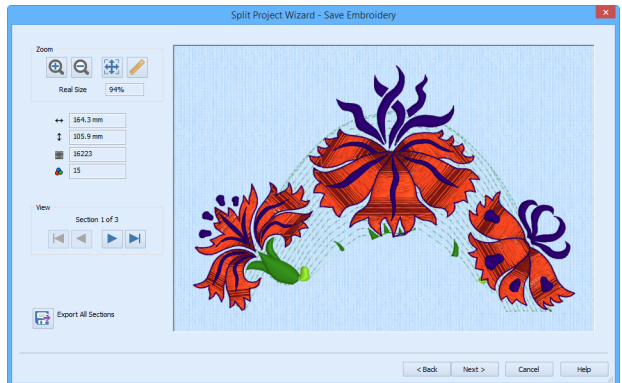 Split Project Wizard - Save Embroidery
Zoom
Real Size 94%
164.3 mm
105.9 mm
16223
15
View
Section 1 of 3
Export All Sections
< Back Next > Cancel Help